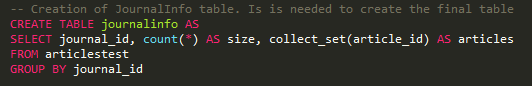 -- Creation of JournalInfo table. Is is needed to create the final table
CREATE TABLE journalinfo AS
SELECT journal_id, count(*) AS size, collect_set(article_id) AS articles
FROM articlestest
GROUP BY journal_id